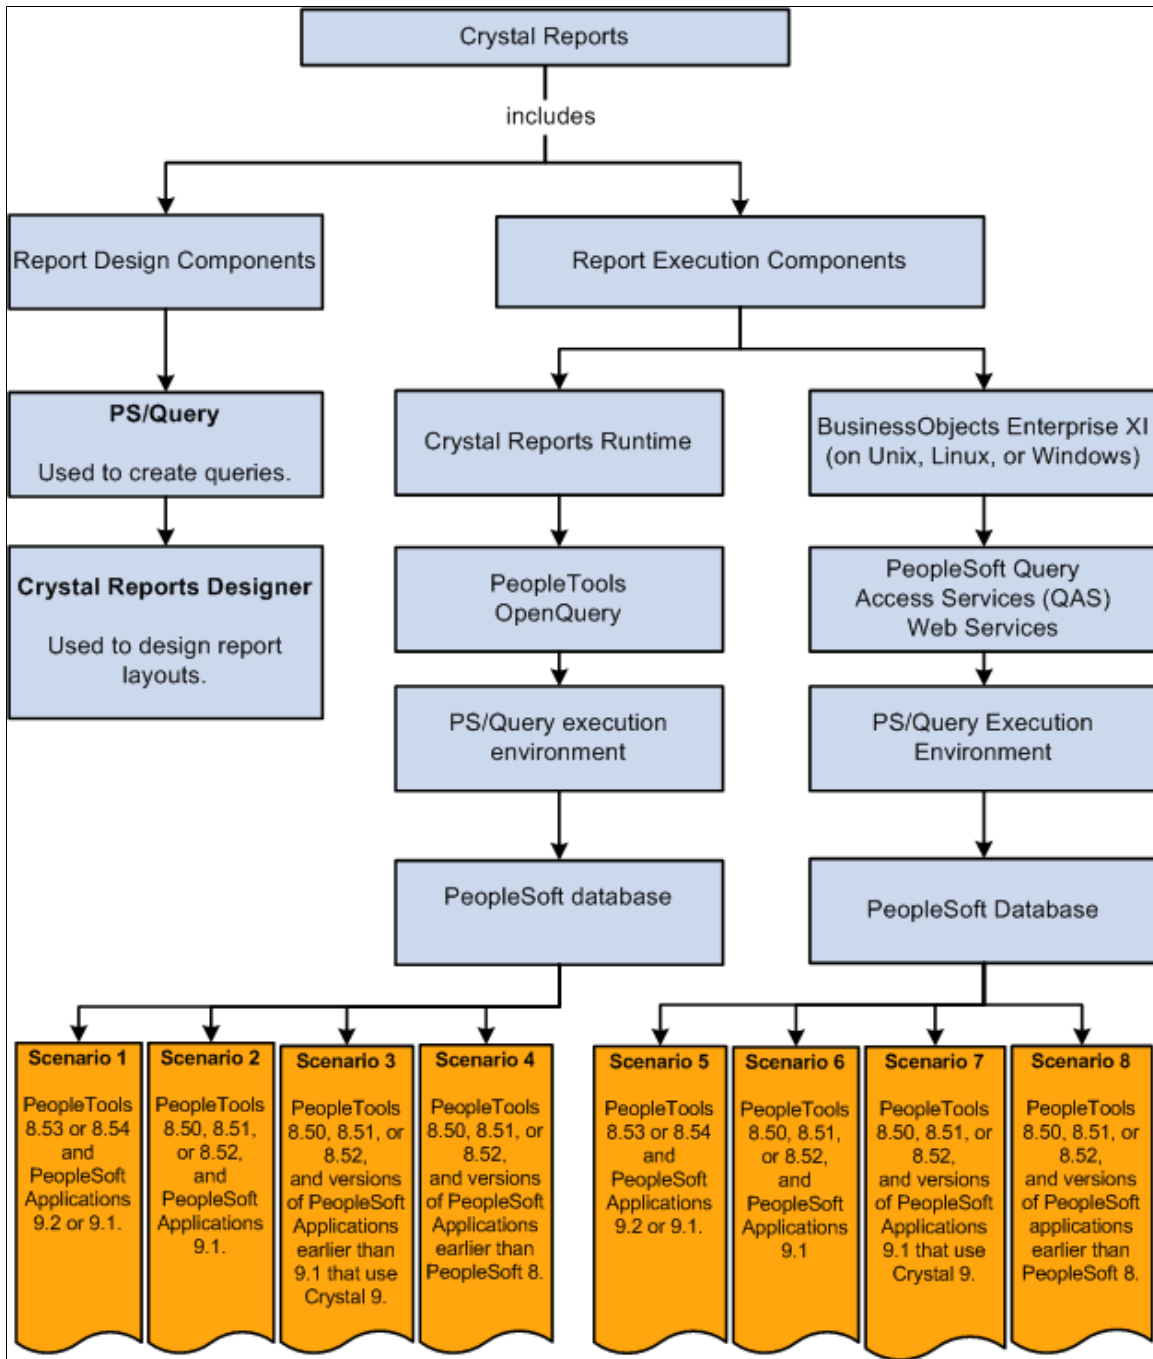 Crystal Reports
includes
Report Design Components
Report Execution Components
PS/Query
Used to create queries.
Crystal Reports Runtime
BusinessObjects Enterprise XI
(on Unix, Linux, or Windows)
Crystal Reports Designer
Used to design report
layouts.
PeopleTools
OpenQuery
PeopleSoft Query
Access Services (QAS)
Web Services
PS/Query execution
environment
PS/Query Execution
Environment
PeopleSoft database
PeopleSoft Database
Scenario 1
PeopleTools
8.53 or 8.54
and
PeopleSoft
Applications
9.2 or 9.1.
Scenario 2
PeopleTools
8.50, 8.51,
or 8.52,
and
PeopleSoft
Applications
9.1.
Scenario 3
PeopleTools
8.50, 8.51, or
8.52,
and versions
of PeopleSoft
Applications
earlier than
9.1 that use
Crystal 9.
Scenario 4
PeopleTools
8.50, 8.51, or
8.52,
and versions
of PeopleSoft
Applications
earlier than
PeopleSoft 8.
Scenario 5
PeopleTools
8.53 or 8.54
and
PeopleSoft
Applications
9.2 or 9.1.
Scenario 6
PeopleTools
8.50, 8.51,
or 8.52,
and
PeopleSoft
Applications
9.1
Scenario 7
PeopleTools
8.50, 8.51, or
8.52,
and versions
of PeopleSoft
Applications
9.1 that use
Crystal 9.
Scenario 8
PeopleTools
8.50, 8.51, or
8.52,
and versions
of PeopleSoft
applications
earlier than
PeopleSoft 8.